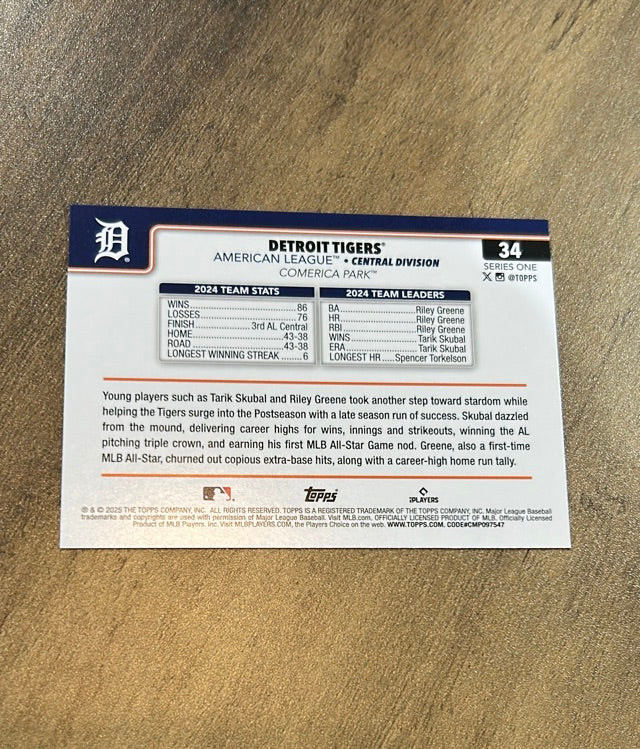 D
DETROIT TIGERS®
34
AMERICAN LEAGUE™ • CENTRAL DIVISION
SERIES ONE
COMERICA PARK™
X @TOPPS
2024 TEAM STATS
WINS 86
LOSSES 76
FINISH 3rd AL Central
HOME 43-38
ROAD 43-38
LONGEST WINNING STREAK 6
2024 TEAM LEADERS
BA Riley Greene
HR Riley Greene
RBI Riley Greene
WINS Tarik Skubal
ERA Tarik Skubal
LONGEST HR Spencer Torkelson
Young players such as Tarik Skubal and Riley Greene took another step toward stardom while
helping the Tigers surge into the Postseason with a late season run of success. Skubal dazzled
from the mound, delivering career highs for wins, innings and strikeouts, winning the AL
pitching triple crown, and earning his first MLB All-Star Game nod. Greene, also a first-time
MLB All-Star, churned out copious extra-base hits, along with a career-high home run tally.
Topps®
PLAYERS
® & © 2025 THE TOPPS COMPANY, INC. ALL RIGHTS RESERVED. TOPPS IS A REGISTERED TRADEMARK OF THE TOPPS COMPANY, INC. Major League Baseball
trademarks and copyrights are used with permission of Major League Baseball. Visit MLB.com. OFFICIALLY LICENSED PRODUCT OF MLB. Officially Licensed
Product of MLB Players, Inc. Visit MLBPLAYERS.COM, the Players Choice on the web. WWW.TOPPS.COM. CODE#CMP097547